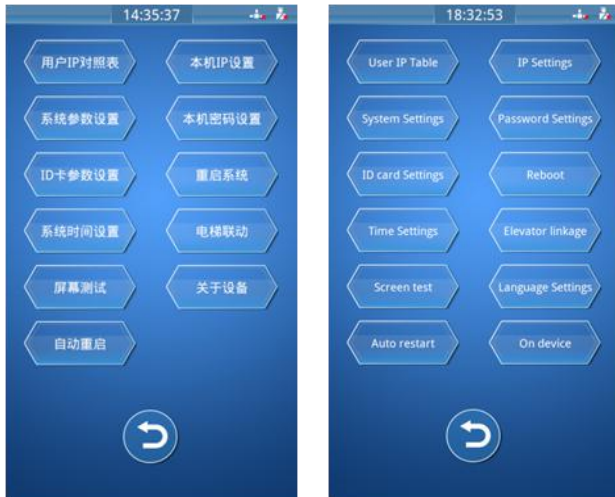 14:35:37
用户IP对照表
本机IP设置
系统参数设置
本机密码设置
ID卡参数设置
重启系统
系统时间设置
电梯联动
屏幕测试
关于设备
自动重启
18:32:53
User IP Table
IP Settings
System Settings
Password Settings
ID card Settings
Reboot
Time Settings
Elevator linkage
Screen test
Language Settings
Auto restart
On device